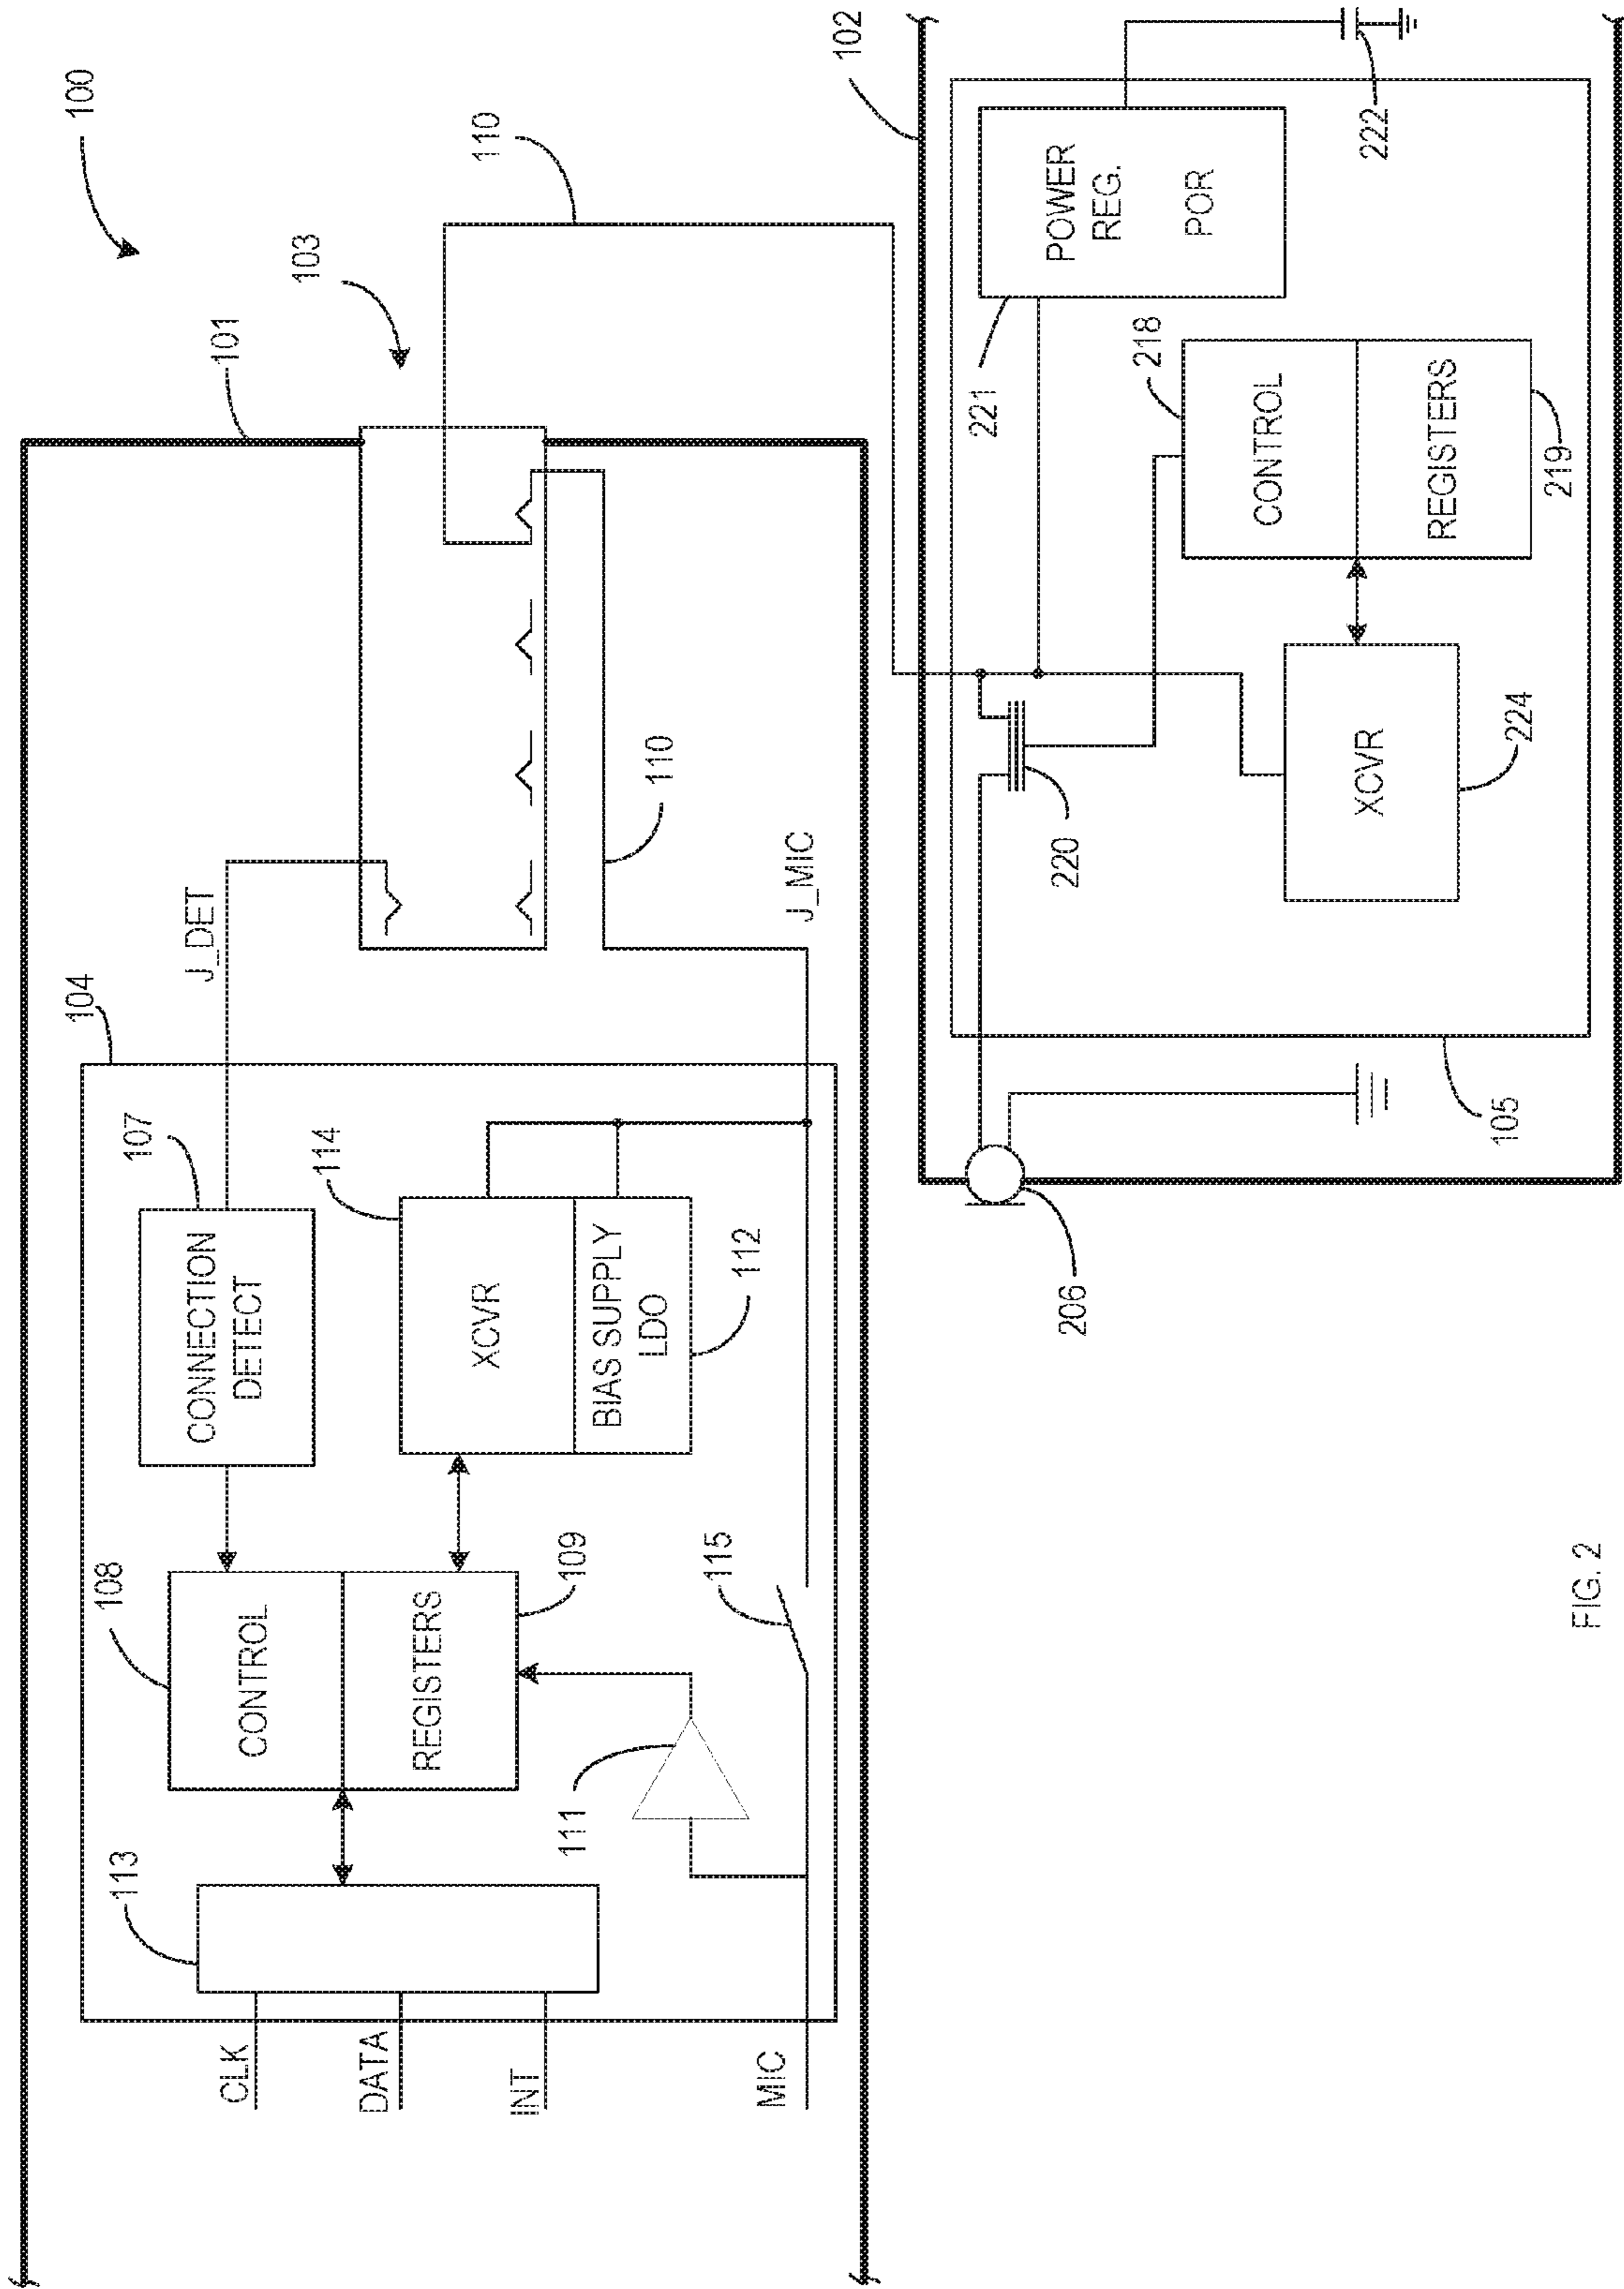 100
101
103
110
104
J_DET
107
CONNECTION
DETECT
108
CONTROL
REGISTERS
109
114
XCVR
BIAS SUPPLY
LDO
112
113
111
115
110
J_MIC
CLK
DATA
INT
MIC
102
221
POWER
REG.
POR
222
218
CONTROL
REGISTERS
219
220
XCVR
224
206
105
FIG. 2